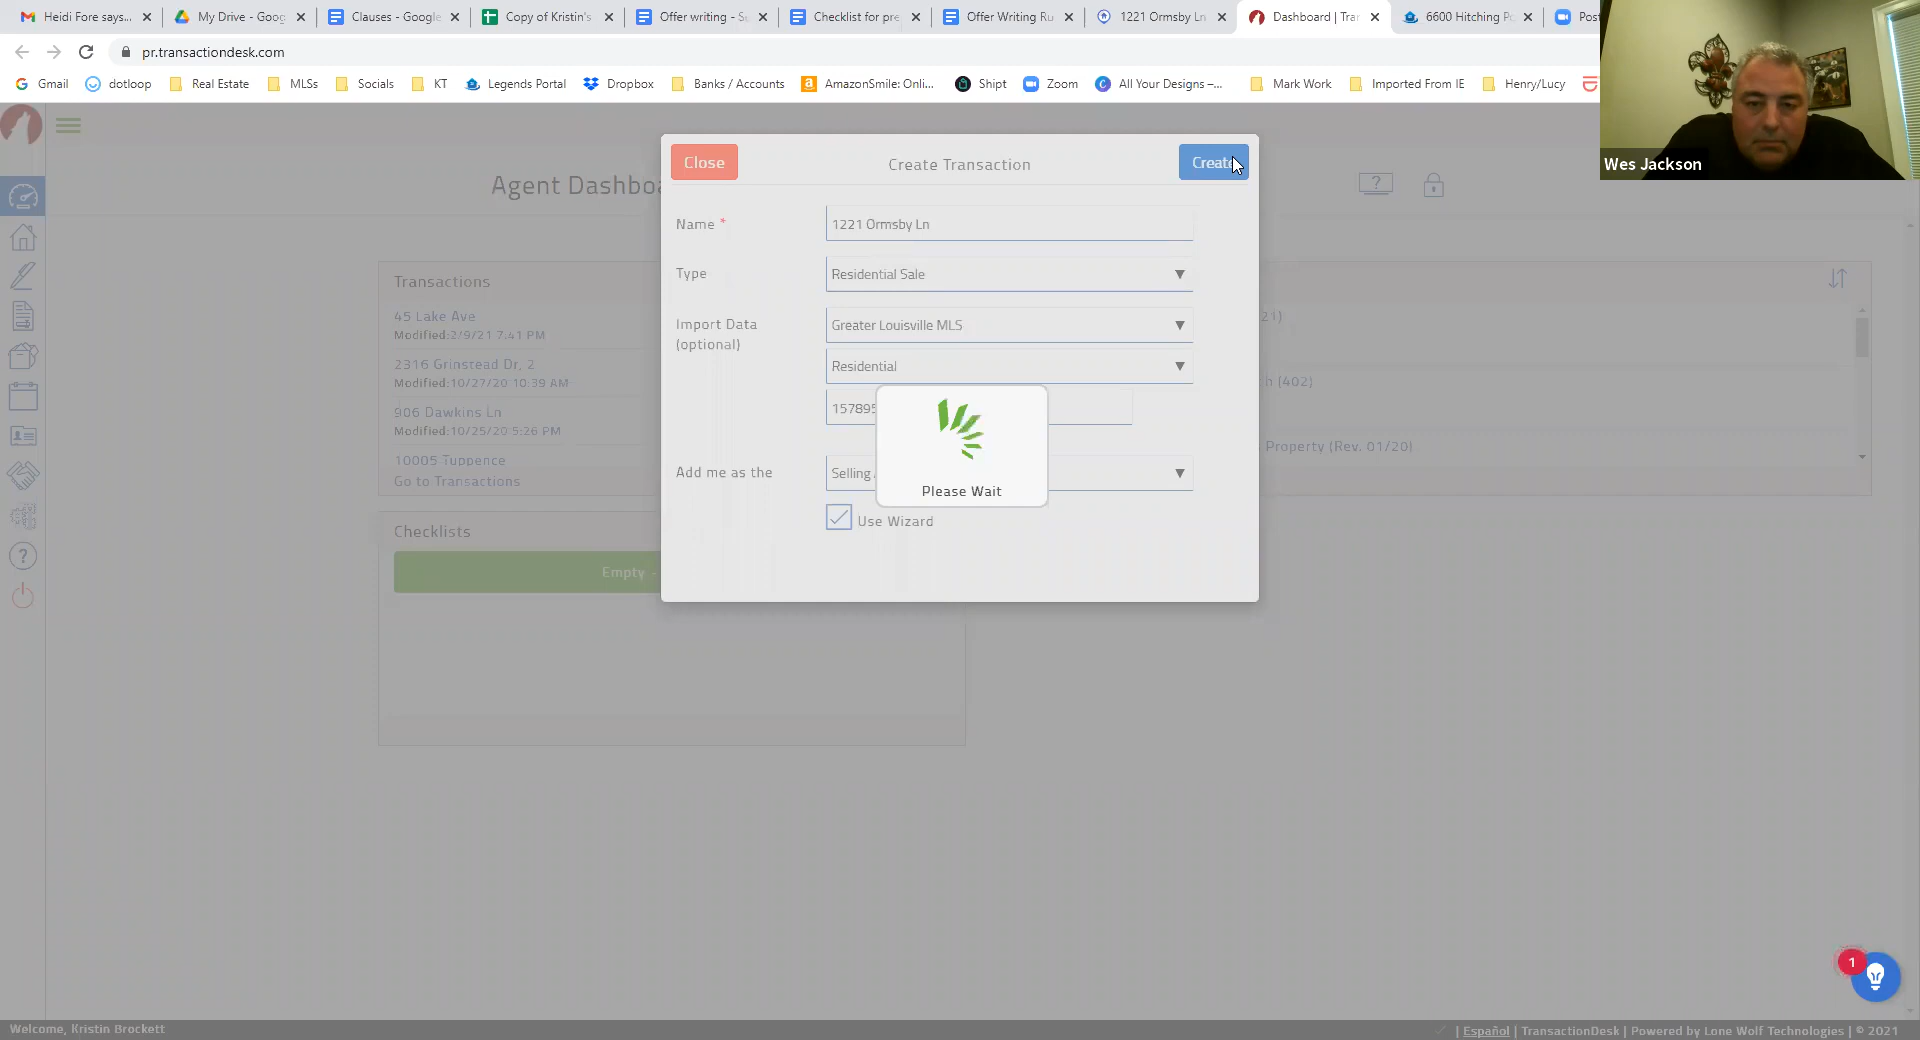 Heidi Fore says...
My Drive - Goog
Clauses - Google
Copy of Kristin's
Offer writing - S
Checklist for pre
Offer Writing Ru
1221 Ormsby Ln
Dashboard | Tra
6600 Hitching P
Pos
pr.transactiondesk.com
Gmail
dotloop
Real Estate
MLSs
Socials
KT
Legends Portal
Dropbox
Banks / Accounts
AmazonSmile: Onli...
Shipt
Zoom
All Your Designs –...
Mark Work
Imported From IE
Henry/Lucy
Wes Jackson
Close
Create Transaction
Create
Agent Dashboa
Name *
1221 Ormsby Ln
Type
Residential Sale
Import Data
(optional)
Greater Louisville MLS
Residential
157895
Add me as the
Selling
Use Wizard
Please Wait
Transactions
45 Lake Ave
Modified:2/9/21 7:41 PM
2316 Grinstead Dr, 2
Modified:10/27/20 10:39 AM
906 Dawkins Ln
Modified:10/25/20 5:26 PM
10005 Tuppence
Go to Transactions
21)
h (402)
Property (Rev. 01/20)
Checklists
Empty -
1
Welcome, Kristin Brockett
| Español | TransactionDesk | Powered by Lone Wolf Technologies | © 2021